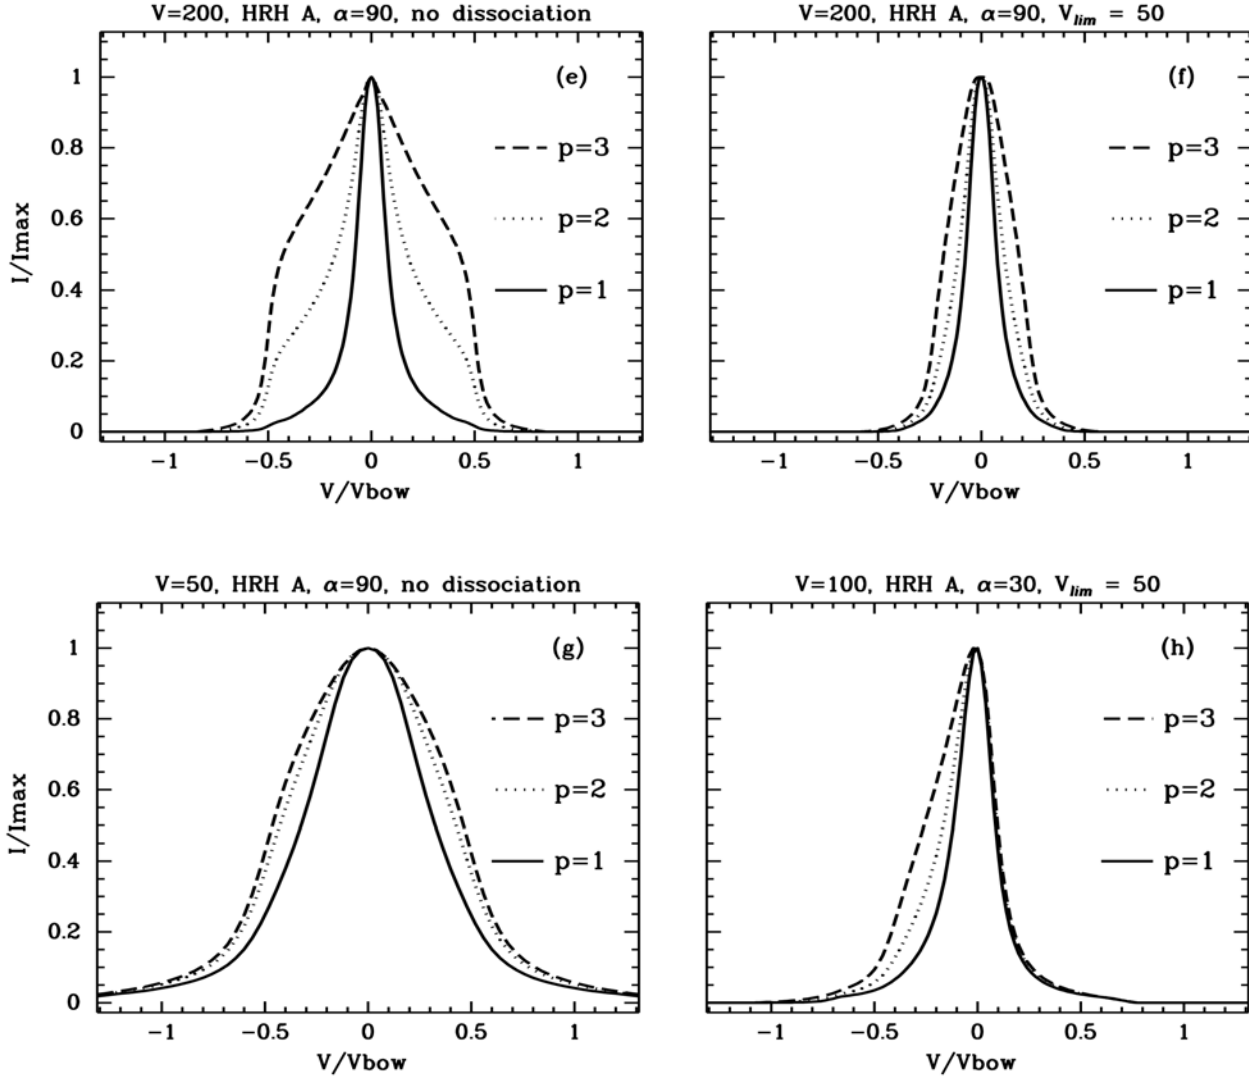 V=200, HRH A, α=90, no dissociation
(e)
p=3
p=2
p=1
1
0.8
0.6
0.4
0.2
0
I/Imax
−1 −0.5 0 0.5 1
V/Vbow
V=200, HRH A, α=90, Vlim = 50
(f)
p=3
p=2
p=1
−1 −0.5 0 0.5 1
V/Vbow
V=50, HRH A, α=90, no dissociation
(g)
p=3
p=2
p=1
1
0.8
0.6
0.4
0.2
0
I/Imax
−1 −0.5 0 0.5 1
V/Vbow
V=100, HRH A, α=30, Vlim = 50
(h)
p=3
p=2
p=1
−1 −0.5 0 0.5 1
V/Vbow